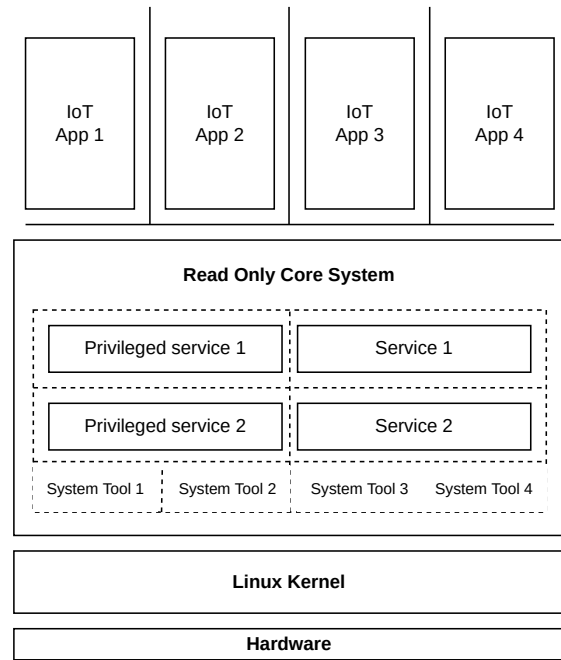 IoT
App 1
IoT
App 2
IoT
App 3
IoT
App 4
Read Only Core System
Privileged service 1
Service 1
Privileged service 2
Service 2
System Tool 1
System Tool 2
System Tool 3
System Tool 4
Linux Kernel
Hardware